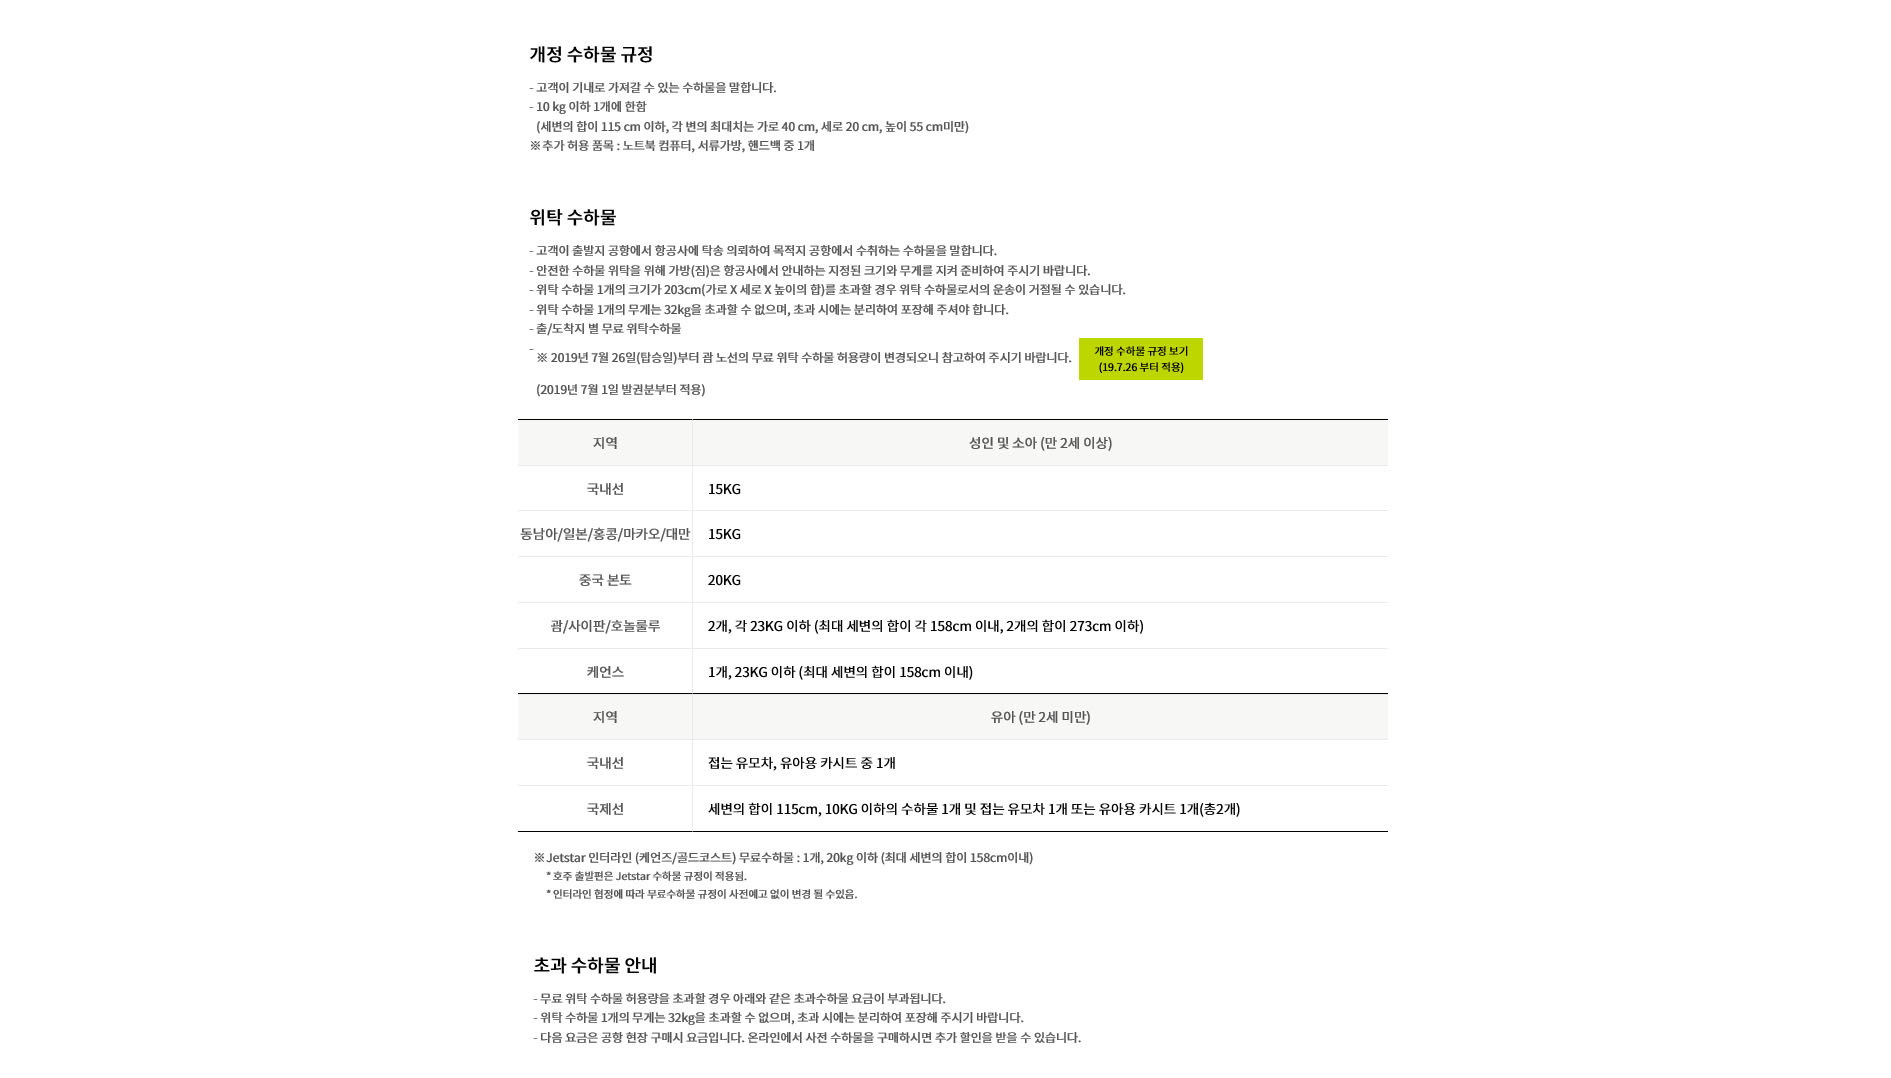 개정 수하물 규정
- 고객이 기내로 가져갈 수 있는 수하물을 말합니다.
- 10 kg 이하 1개에 한함
(세변의 합이 115 cm 이하, 각 변의 최대치는 가로 40 cm, 세로 20 cm, 높이 55 cm미만)
※추가 허용 품목 : 노트북 컴퓨터, 서류가방, 핸드백 중 1개
위탁 수하물
- 고객이 출발지 공항에서 항공사에 탁송 의뢰하여 목적지 공항에서 수취하는 수하물을 말합니다.
- 안전한 수하물 위탁을 위해 가방(짐)은 항공사에서 안내하는 지정된 크기와 무게를 지켜 준비하여 주시기 바랍니다.
- 위탁 수하물 1개의 크기가 203cm(가로 X 세로 X 높이의 합)를 초과할 경우 위탁 수하물로서의 운송이 거절될 수 있습니다.
- 위탁 수하물 1개의 무게는 32kg을 초과할 수 없으며, 초과 시에는 분리하여 포장해 주셔야 합니다.
- 출/도착지 별 무료 위탁수하물
- ※ 2019년 7월 26일(탑승일)부터 괌 노선의 무료 위탁 수하물 허용량이 변경되오니 참고하여 주시기 바랍니다.
개정 수하물 규정 보기
(19.7.26 부터 적용)
(2019년 7월 1일 발권분부터 적용)
지역 성인 및 소아 (만 2세 이상)
국내선 15KG
동남아/일본/홍콩/마카오/대만 15KG
중국 본토 20KG
괌/사이판/호놀룰루 2개, 각 23KG 이하 (최대 세변의 합이 각 158cm 이내, 2개의 합이 273cm 이하)
케언스 1개, 23KG 이하 (최대 세변의 합이 158cm 이내)
지역 유아 (만 2세 미만)
국내선 접는 유모차, 유아용 카시트 중 1개
국제선 세변의 합이 115cm, 10KG 이하의 수하물 1개 및 접는 유모차 1개 또는 유아용 카시트 1개(총2개)
※Jetstar 인터라인 (케언즈/골드코스트) 무료수하물 : 1개, 20kg 이하 (최대 세변의 합이 158cm이내)
* 호주 출발편은 Jetstar 수하물 규정이 적용됨.
* 인터라인 협정에 따라 무료수하물 규정이 사전예고 없이 변경 될 수있음.
초과 수하물 안내
- 무료 위탁 수하물 허용량을 초과할 경우 아래와 같은 초과수하물 요금이 부과됩니다.
- 위탁 수하물 1개의 무게는 32kg을 초과할 수 없으며, 초과 시에는 분리하여 포장해 주시기 바랍니다.
- 다음 요금은 공항 현장 구매시 요금입니다. 온라인에서 사전 수하물을 구매하시면 추가 할인을 받을 수 있습니다.